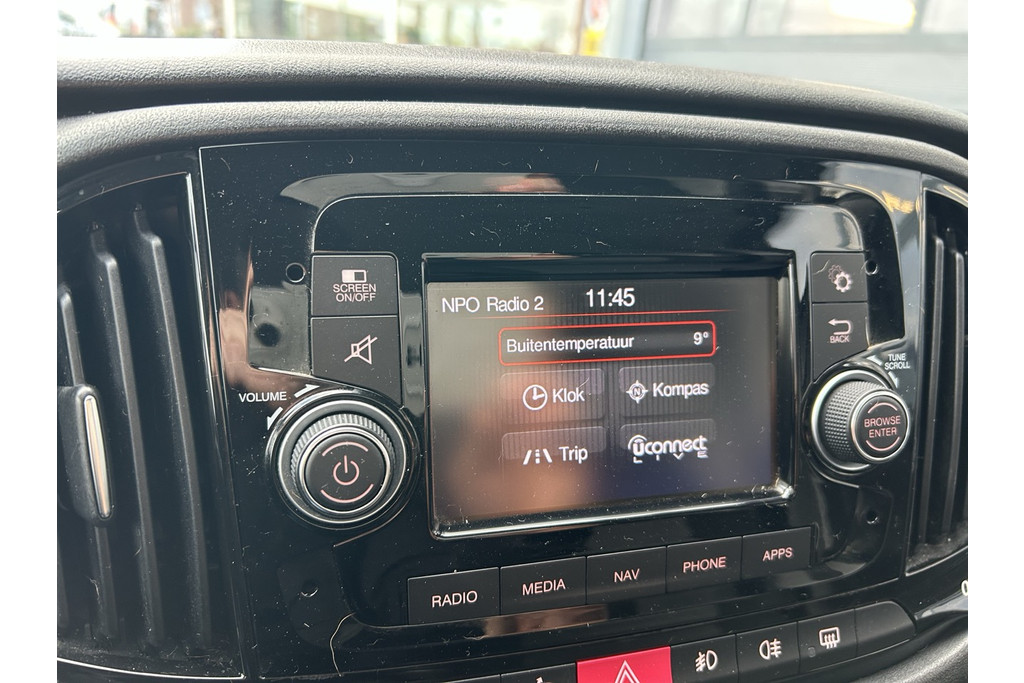 SCREEN
ON/OFF
VOLUME
NPO Radio 2 11:45
Buitentemperatuur 9°
Klok
N Kompas
Trip
uconnect
LIVE
BACK
TUNE
SCROLL
BROWSE
ENTER
RADIO
MEDIA
NAV
PHONE
APPS